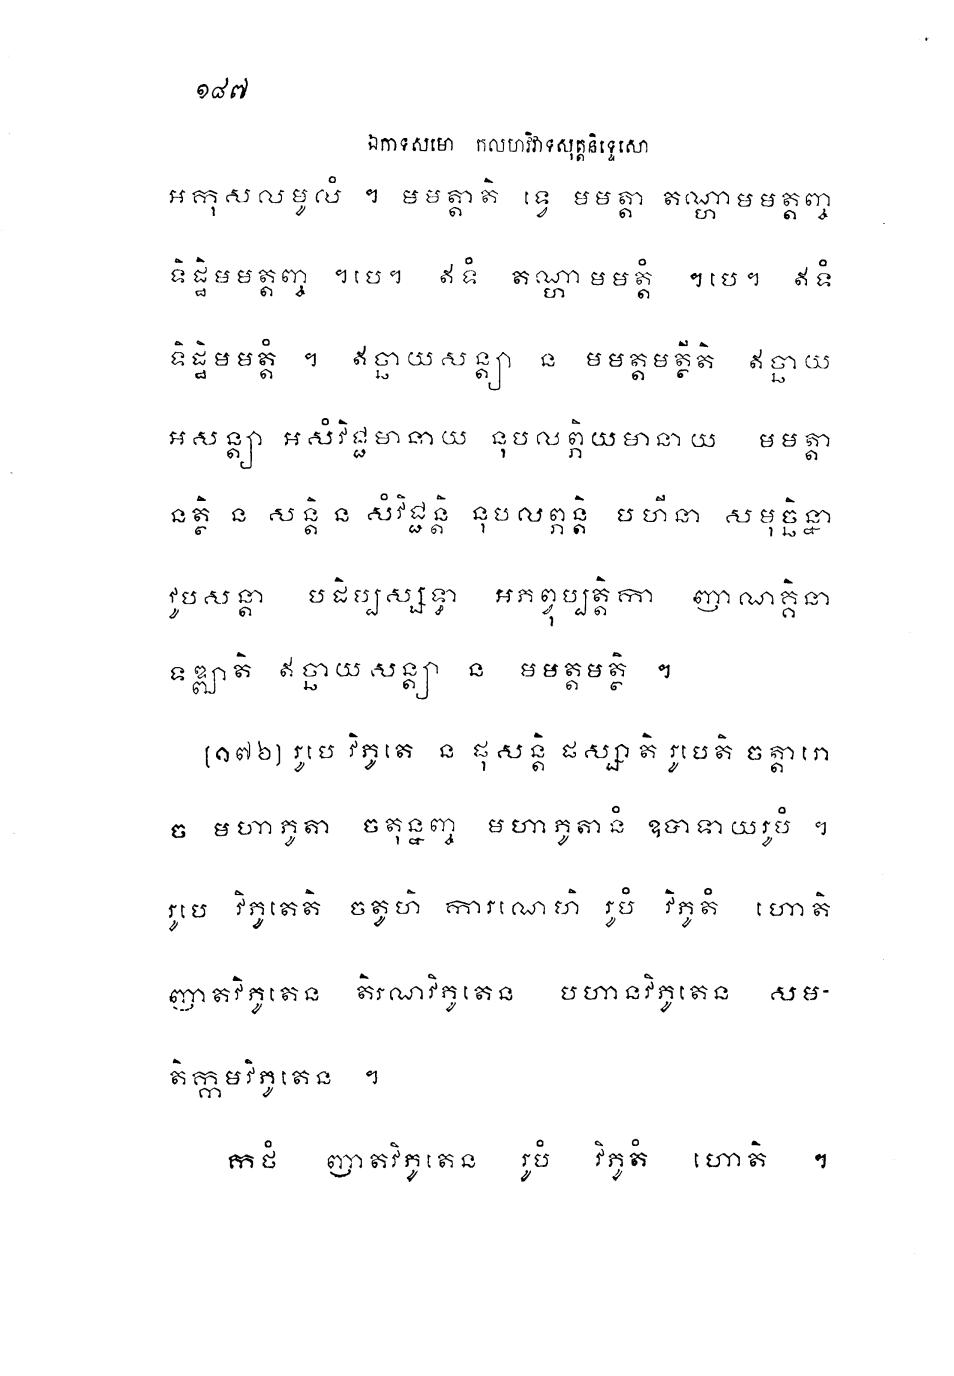 ១៨៧
ឯកាទសមោ កលហវិវាទសុត្តនិទ្ទេសោ
អកុសលមូលំ ។ មមត្តាតិ ទ្វេ មមត្តា តណ្ហាមមត្តញ្ច
ទិដ្ឋិមមត្តញ្ច ។បេ។ ឥទំ តណ្ហាមមត្តំ ។បេ។ ឥទំ
ទិដ្ឋិមមត្តំ ។ ឥច្ឆាយសន្ត្យា ន មមត្តមត្ថីតិ ឥច្ឆាយ
អសន្ត្យា អសំវិជ្ជមានាយ នុបលព្ភិយមានាយ មមត្តា
នត្ថិ ន សន្តិ ន សំវិជ្ជន្តិ នុបលព្ភន្តិ បហីនា សមុច្ឆិន្នា
វូបសន្តា បដិប្បស្សទ្ធា អភព្វុប្បត្តិកា ញាណគ្គិនា
ទឌ្ឍាតិ ឥច្ឆាយសន្ត្យា ន មមត្តមត្ថិ ។
[១៧៦] រូបេ វិភូតេ ន ផុសន្តិ ផស្សាតិ រូបេតិ ចត្តារោ
ច មហាភូតា ចតុន្នញ្ច មហាភូតានំ ឧបាទាយរូបំ ។
រូបេ វិភូតេតិ ចតូហិ ការណេហិ រូបំ វិភូតំ ហោតិ
ញាតវិភូតេន តិរណវិភូតេន បហានវិភូតេន សម-
តិក្កមវិភូតេន ។
កថំ ញាតវិភូតេន រូបំ វិភូតំ ហោតិ ។